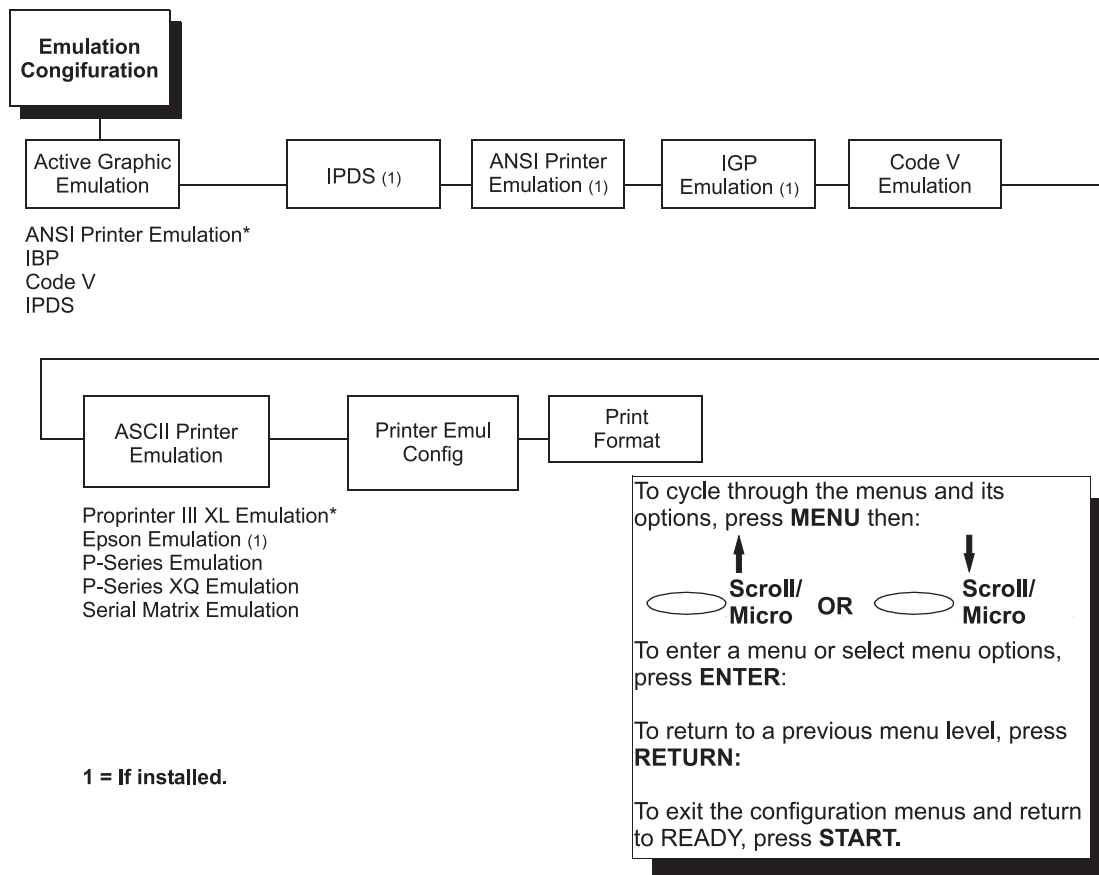 Emulation
Congifuration
Active Graphic
Emulation
IPDS (1)
ANSI Printer
Emulation (1)
IGP
Emulation (1)
Code V
Emulation
ANSI Printer Emulation*
IBP
Code V
IPDS
ASCII Printer
Emulation
Printer Emul
Config
Print
Format
Proprinter III XL Emulation*
Epson Emulation (1)
P-Series Emulation
P-Series XQ Emulation
Serial Matrix Emulation
To cycle through the menus and its
options, press MENU then:
Scroll/
Micro
OR
Scroll/
Micro
To enter a menu or select menu options,
press ENTER:
To return to a previous menu level, press
RETURN:
To exit the configuration menus and return
to READY, press START.
1 = If installed.